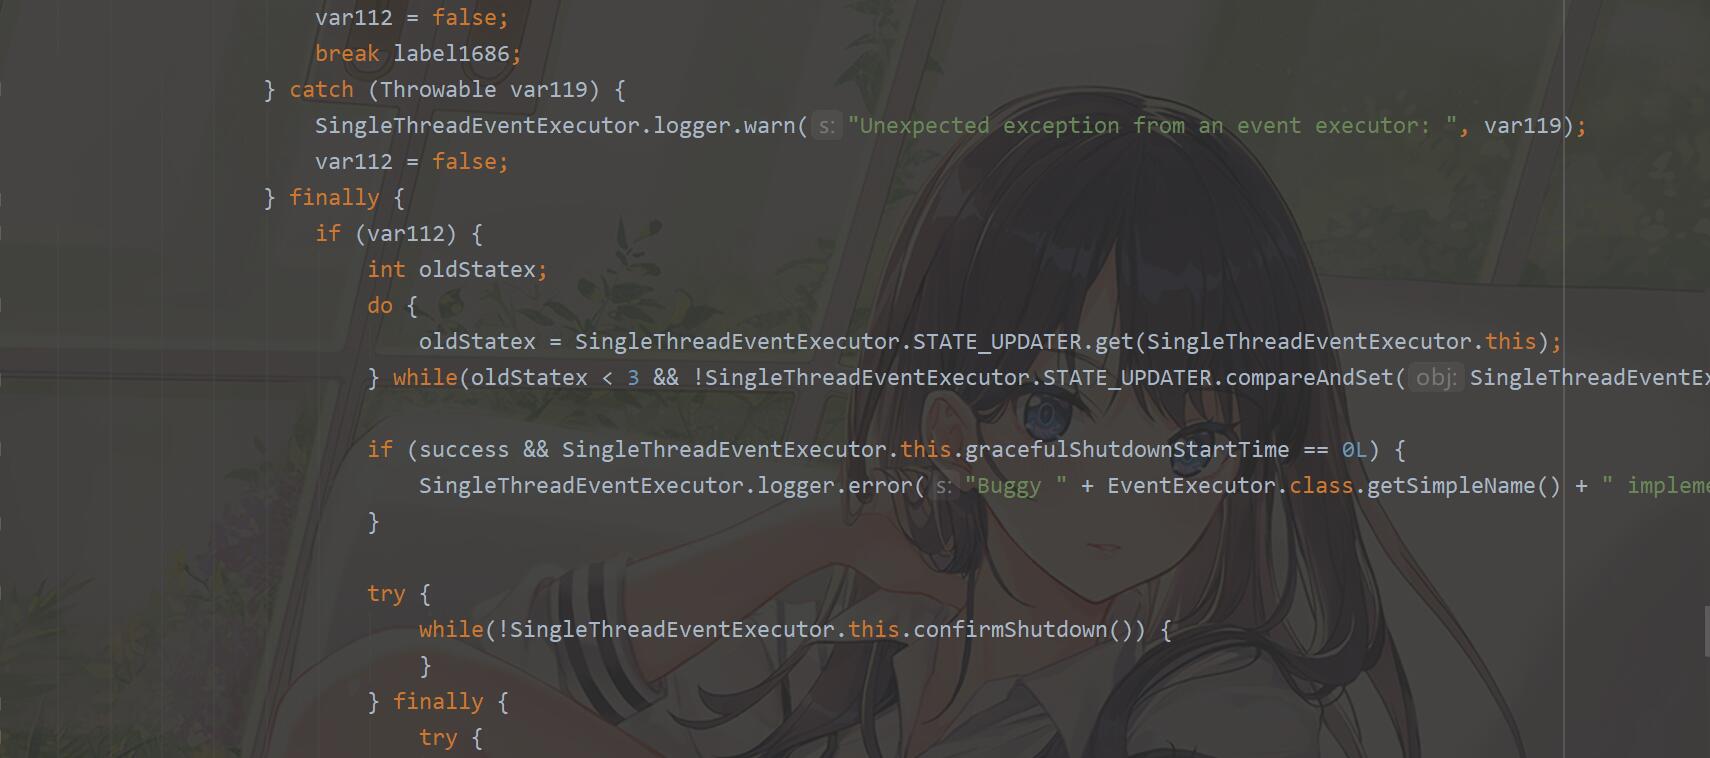 var112 = false;
break label1686;
} catch (Throwable var119) {
SingleThreadEventExecutor.logger.warn( s: "Unexpected exception from an event executor: ", var119);
var112 = false;
} finally {
if (var112) {
int oldStatex;
do {
oldStatex = SingleThreadEventExecutor.STATE_UPDATER.get(SingleThreadEventExecutor.this);
} while(oldStatex < 3 && !SingleThreadEventExecutor.STATE_UPDATER.compareAndSet( obj: SingleThreadEventEx
if (success && SingleThreadEventExecutor.this.gracefulShutdownStartTime == 0L) {
SingleThreadEventExecutor.logger.error( s: "Buggy " + EventExecutor.class.getSimpleName() + " impleme
}
try {
while(!SingleThreadEventExecutor.this.confirmShutdown()) {
}
} finally {
try {